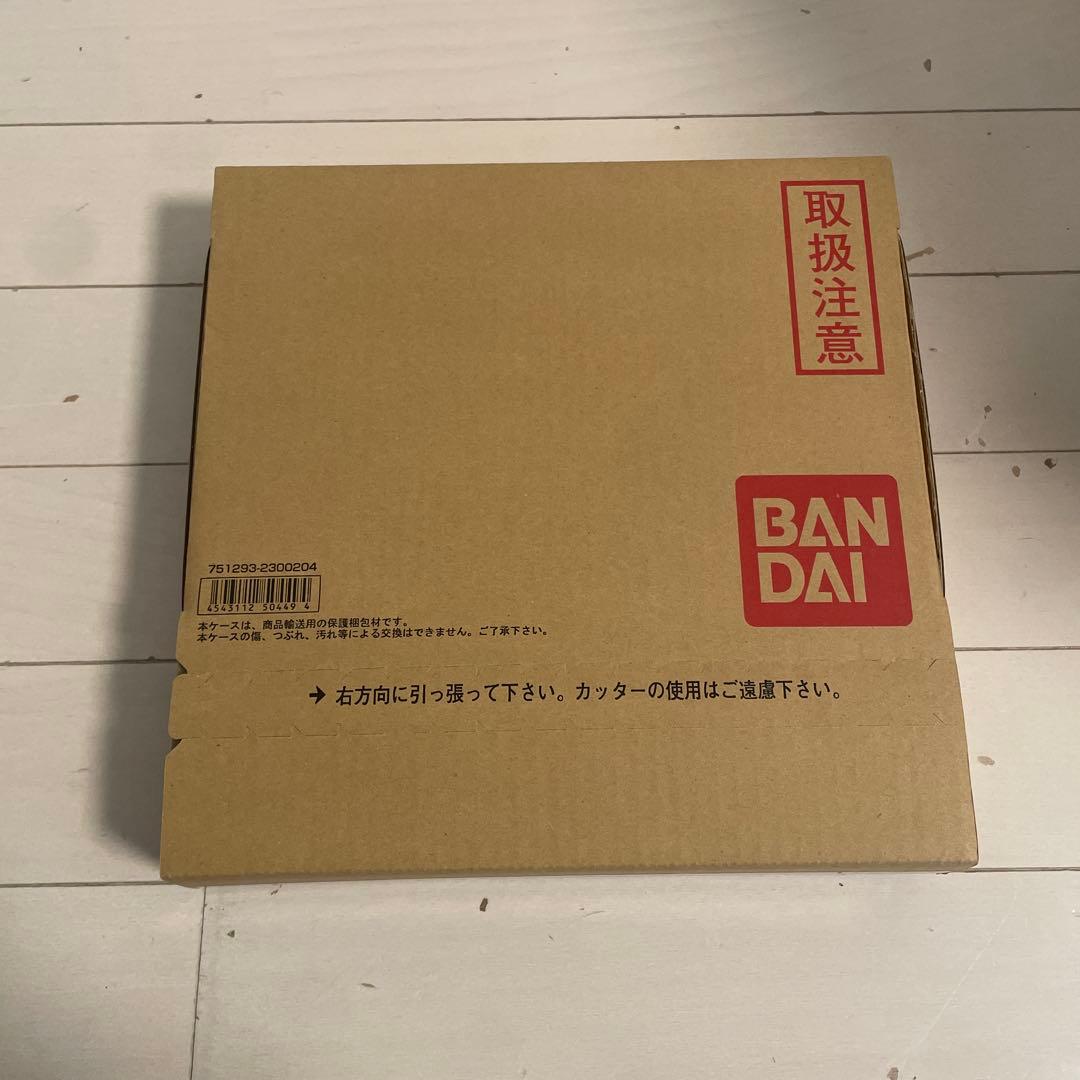 取扱注意
BAN
DAI
751293-2300204
4543112 504494
本ケースは、商品輸送用の保護梱包材です。
本ケースの傷、つぶれ、汚れ等による交換はできません。ご了承下さい。
→ 右方向に引っ張って下さい。カッターの使用はご遠慮下さい。